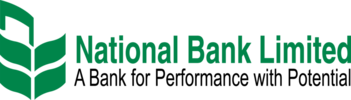 National Bank Limited
A Bank for Performance with Potential